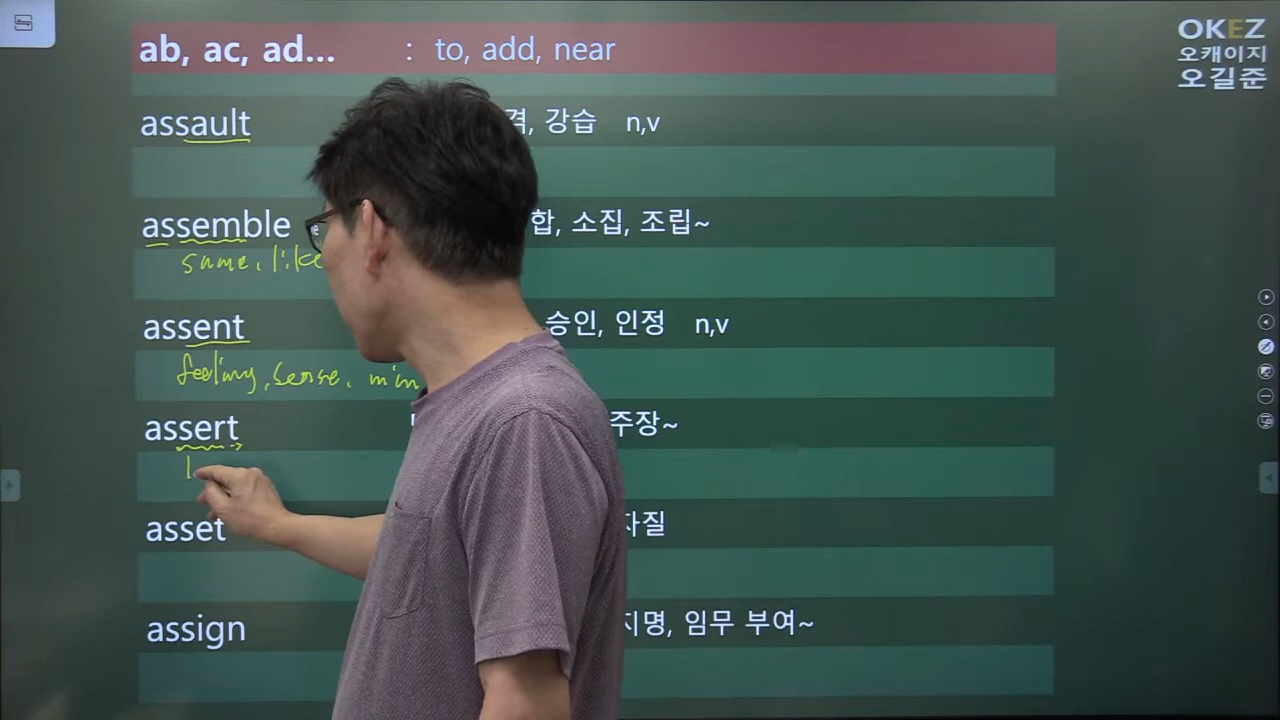 ab, ac, ad... : to, add, near
OKEZ
오캐이지
오길준
assault 격, 강습 n,v
assemble 합, 소집, 조립~
same, like
assent 승인, 인정 n,v
feeling, sense, min
assert 주장~
asset 자질
assign 지명, 임무 부여~